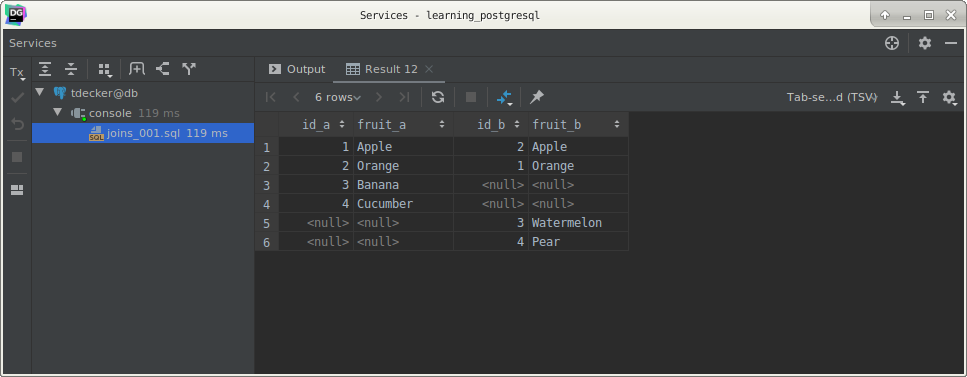 DG
Services - learning_postgresql
Services
Tx
Output
Result 12
tdecker@db
console 119 ms
SQL joins_001.sql 119 ms
6 rows
Tab-se...d (TSV)
id_a fruit_a id_b fruit_b
1 1 Apple 2 Apple
2 2 Orange 1 Orange
3 3 Banana <null> <null>
4 4 Cucumber <null> <null>
5 <null> <null> 3 Watermelon
6 <null> <null> 4 Pear